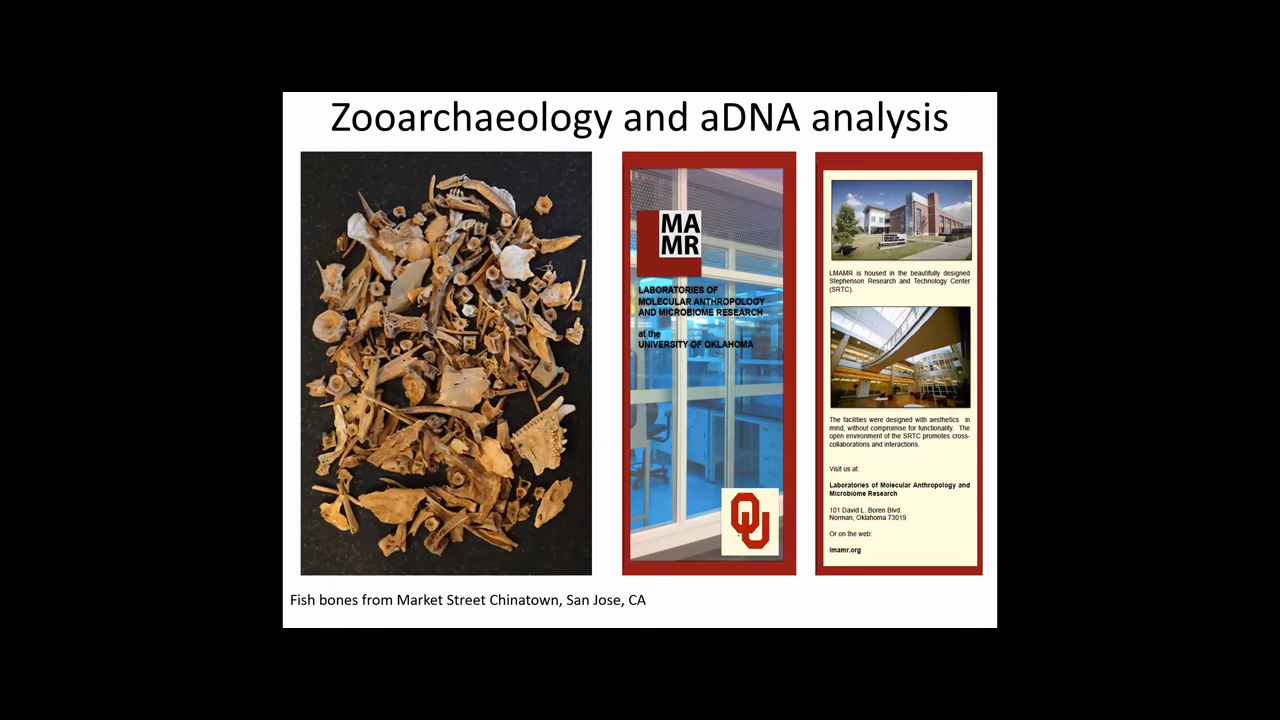 Zooarchaeology and aDNA analysis
MA
MR
LABORATORIES OF
MOLECULAR ANTHROPOLOGY
AND MICROBIOME RESEARCH
at the
UNIVERSITY OF OKLAHOMA
OU
LMAMR is housed in the beautifully designed
Stephenson Research and Technology Center
(SRTC).
The facilities were designed with aesthetics in
mind, without compromise for functionality. The
open environment of the SRTC promotes cross-
collaborations and interactions.
Visit us at:
Laboratories of Molecular Anthropology and
Microbiome Research
101 David L. Boren Blvd.
Norman, Oklahoma 73019
Or on the web:
lmamr.org
Fish bones from Market Street Chinatown, San Jose, CA